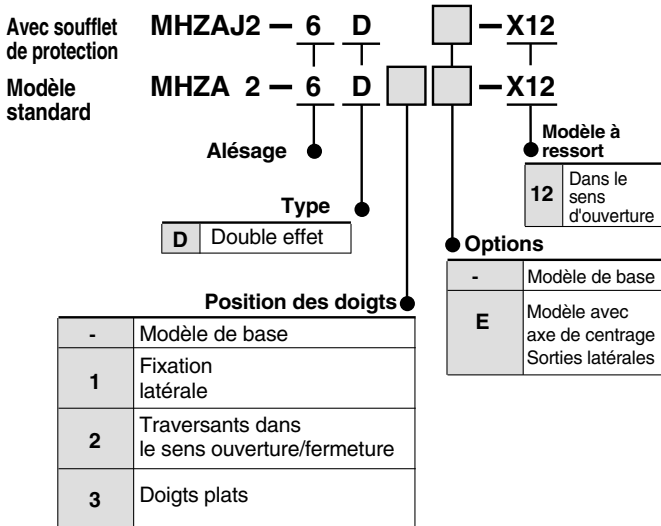 Avec soufflet
de protection
MHZAJ2 — 6 D — X12
Modèle
standard
MHZA 2 — 6 D — X12
Alésage
Modèle à
ressort
12 Dans le
sens
d'ouverture
Type
D Double effet
Options
- Modèle de base
E Modèle avec
axe de centrage
Sorties latérales
Position des doigts
- Modèle de base
1 Fixation
latérale
2 Traversants dans
le sens ouverture/fermeture
3 Doigts plats